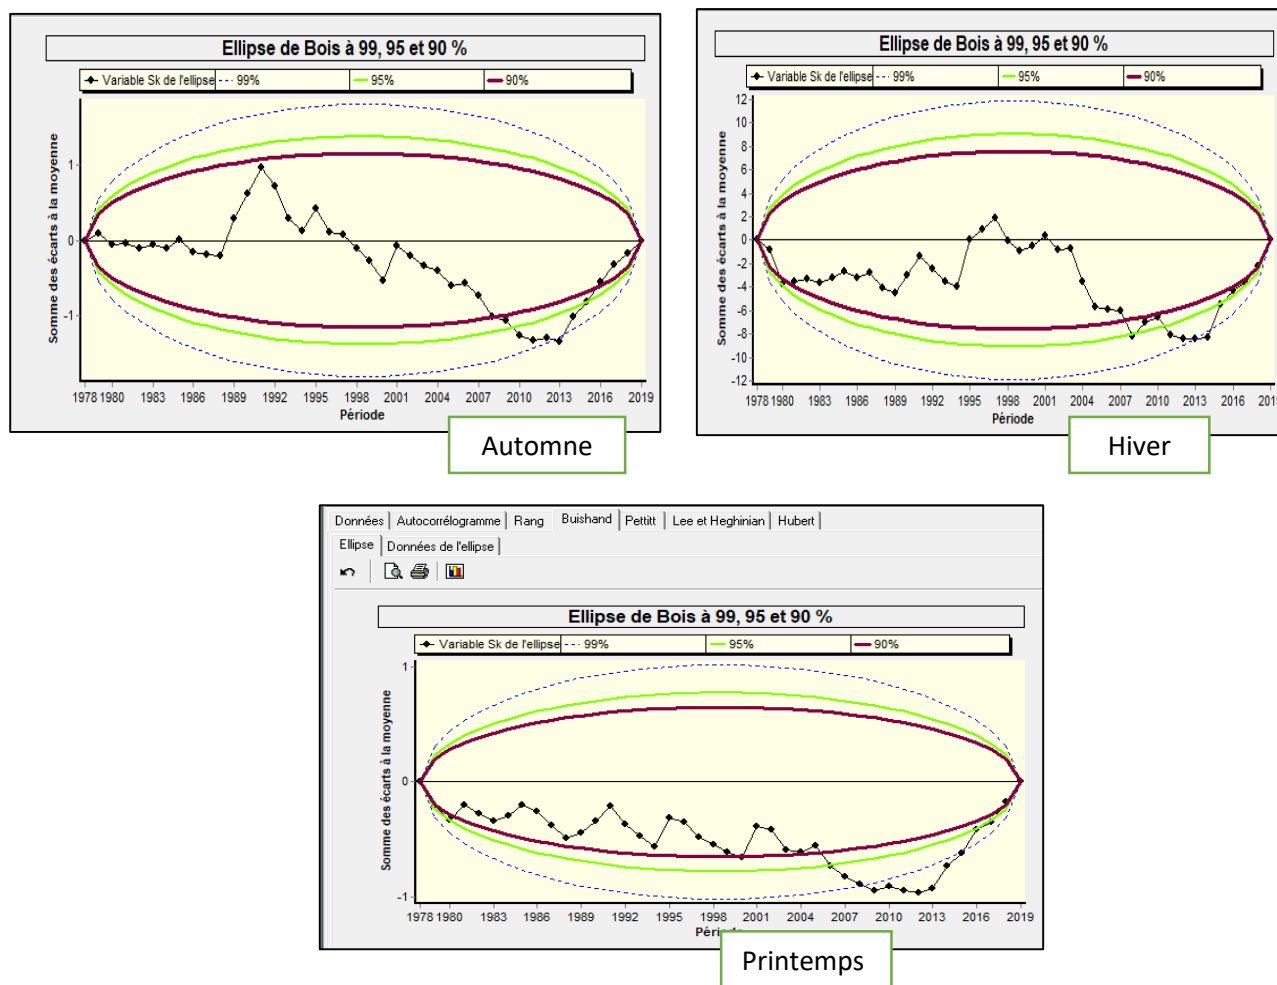 Ellipse de Bois à 99, 95 et 90 %
Variable Sk de l'ellipse 99% 95% 90%
Somme des écarts à la moyenne
1
0
-1
1978 1980 1983 1986 1989 1992 1995 1998 2001 2004 2007 2010 2013 2016 2019
Période
Automne
Ellipse de Bois à 99, 95 et 90 %
Variable Sk de l'ellipse 99% 95% 90%
Somme des écarts à la moyenne
12
10
8
6
4
2
0
-2
-4
-6
-8
-10
-12
1978 1980 1983 1986 1989 1992 1995 1998 2001 2004 2007 2010 2013 2016 2019
Période
Hiver
Données Autocorrélogramme Rang Buishand Pettitt Lee et Heghinian Hubert
Ellipse Données de l'ellipse
Ellipse de Bois à 99, 95 et 90 %
Variable Sk de l'ellipse 99% 95% 90%
Somme des écarts à la moyenne
1
0
-1
1978 1980 1983 1986 1989 1992 1995 1998 2001 2004 2007 2010 2013 2016 2019
Période
Printemps